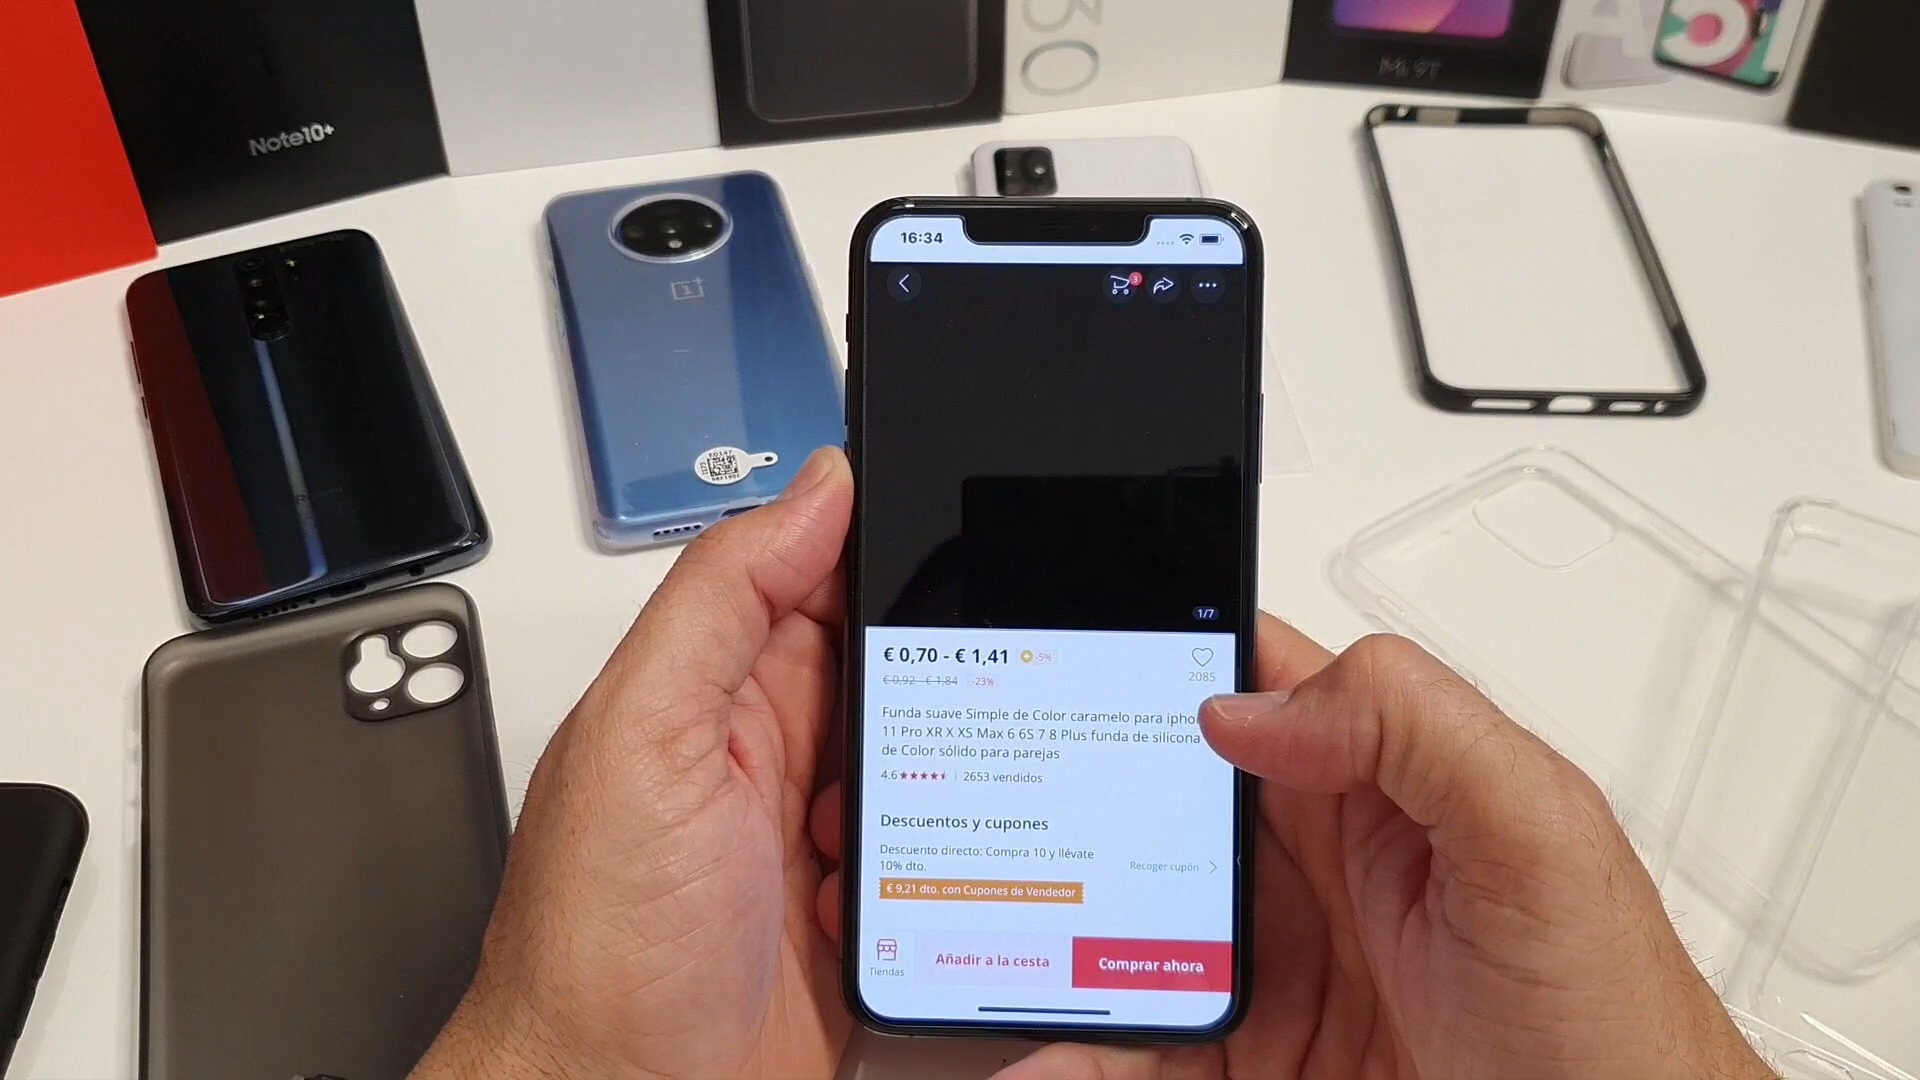 Note10+
30
Mi 9T
16:34
3
1/7
€ 0,70 - € 1,41
-5%
€ 0,92 - € 1,84
-23%
2085
Funda suave Simple de Color caramelo para
11 Pro XR X XS Max 6 6S 7 8 Plus funda de silicona
de Color sólido para parejas
4.6
2653 vendidos
Descuentos y cupones
Descuento directo: Compra 10 y llévate
10% dto.
Recoger cupón
€ 9,21 dto. con Cupones de Vendedor
Tiendas
Añadir a la cesta
Comprar ahora